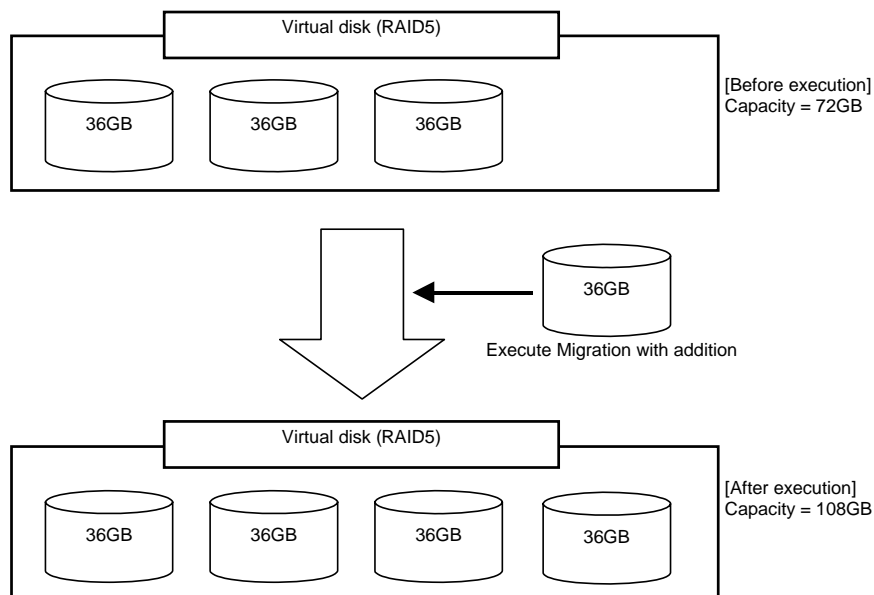 Virtual disk (RAID5)
36GB
36GB
36GB
[Before execution]
Capacity = 72GB
36GB
Execute Migration with addition
Virtual disk (RAID5)
36GB
36GB
36GB
36GB
[After execution]
Capacity = 108GB